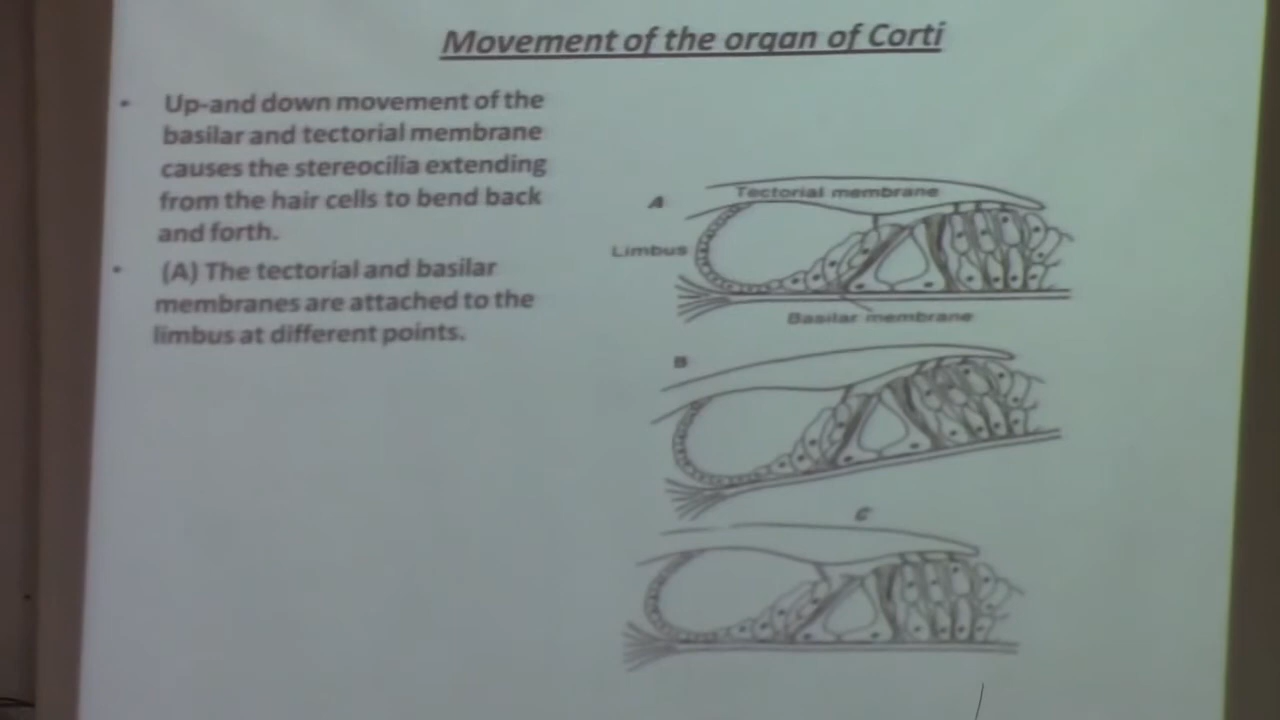 Movement of the organ of Corti
• Up-and down movement of the
basilar and tectorial membrane
causes the stereocilia extending
from the hair cells to bend back
and forth.
• (A) The tectorial and basilar
membranes are attached to the
limbus at different points.
A
Tectorial membrane
Limbus
Basilar membrane
B
C